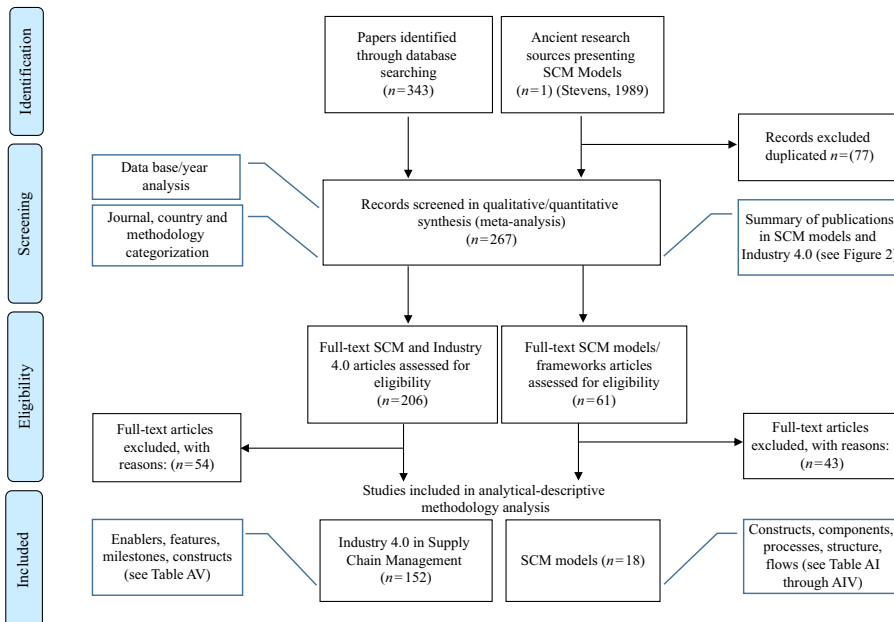 Identification
Papers identified
through database
searching
(n=343)
Ancient research
sources presenting
SCM Models
(n=1) (Stevens, 1989)
Records excluded
duplicated n=(77)
Screening
Data base/year
analysis
Journal, country and
methodology
categorization
Records screened in qualitative/quantitative
synthesis (meta-analysis)
(n=267)
Summary of publications
in SCM models and
Industry 4.0 (see Figure 2)
Eligibility
Full-text SCM and Industry
4.0 articles assessed for
eligibility
(n=206)
Full-text SCM models/
frameworks articles
assessed for eligibility
(n=61)
Full-text articles
excluded, with
reasons: (n=54)
Full-text articles
excluded, with reasons:
(n=43)
Studies included in analytical-descriptive
methodology analysis
Included
Enablers, features,
milestones, constructs
(see Table AV)
Industry 4.0 in Supply
Chain Management
(n=152)
SCM models (n=18)
Constructs, components,
processes, structure,
flows (see Table AI
through AIV)